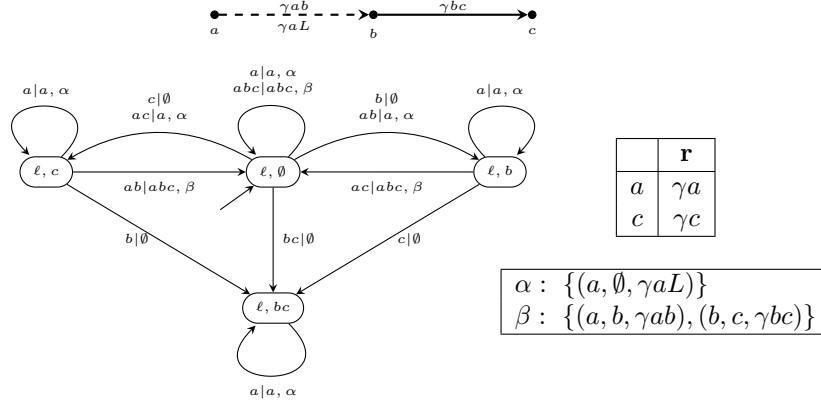 γab
γbc
γaL
a
b
c
a|a, α
abc|abc, β
a|a, α
c|∅
ac|a, α
b|∅
ab|a, α
a|a, α
ℓ, c
ℓ, ∅
ℓ, b
ab|abc, β
ac|abc, β
b|∅
bc|∅
c|∅
ℓ, bc
a|a, α
r
a γa
c γc
α : {(a, ∅, γaL)}
β : {(a, b, γab), (b, c, γbc)}